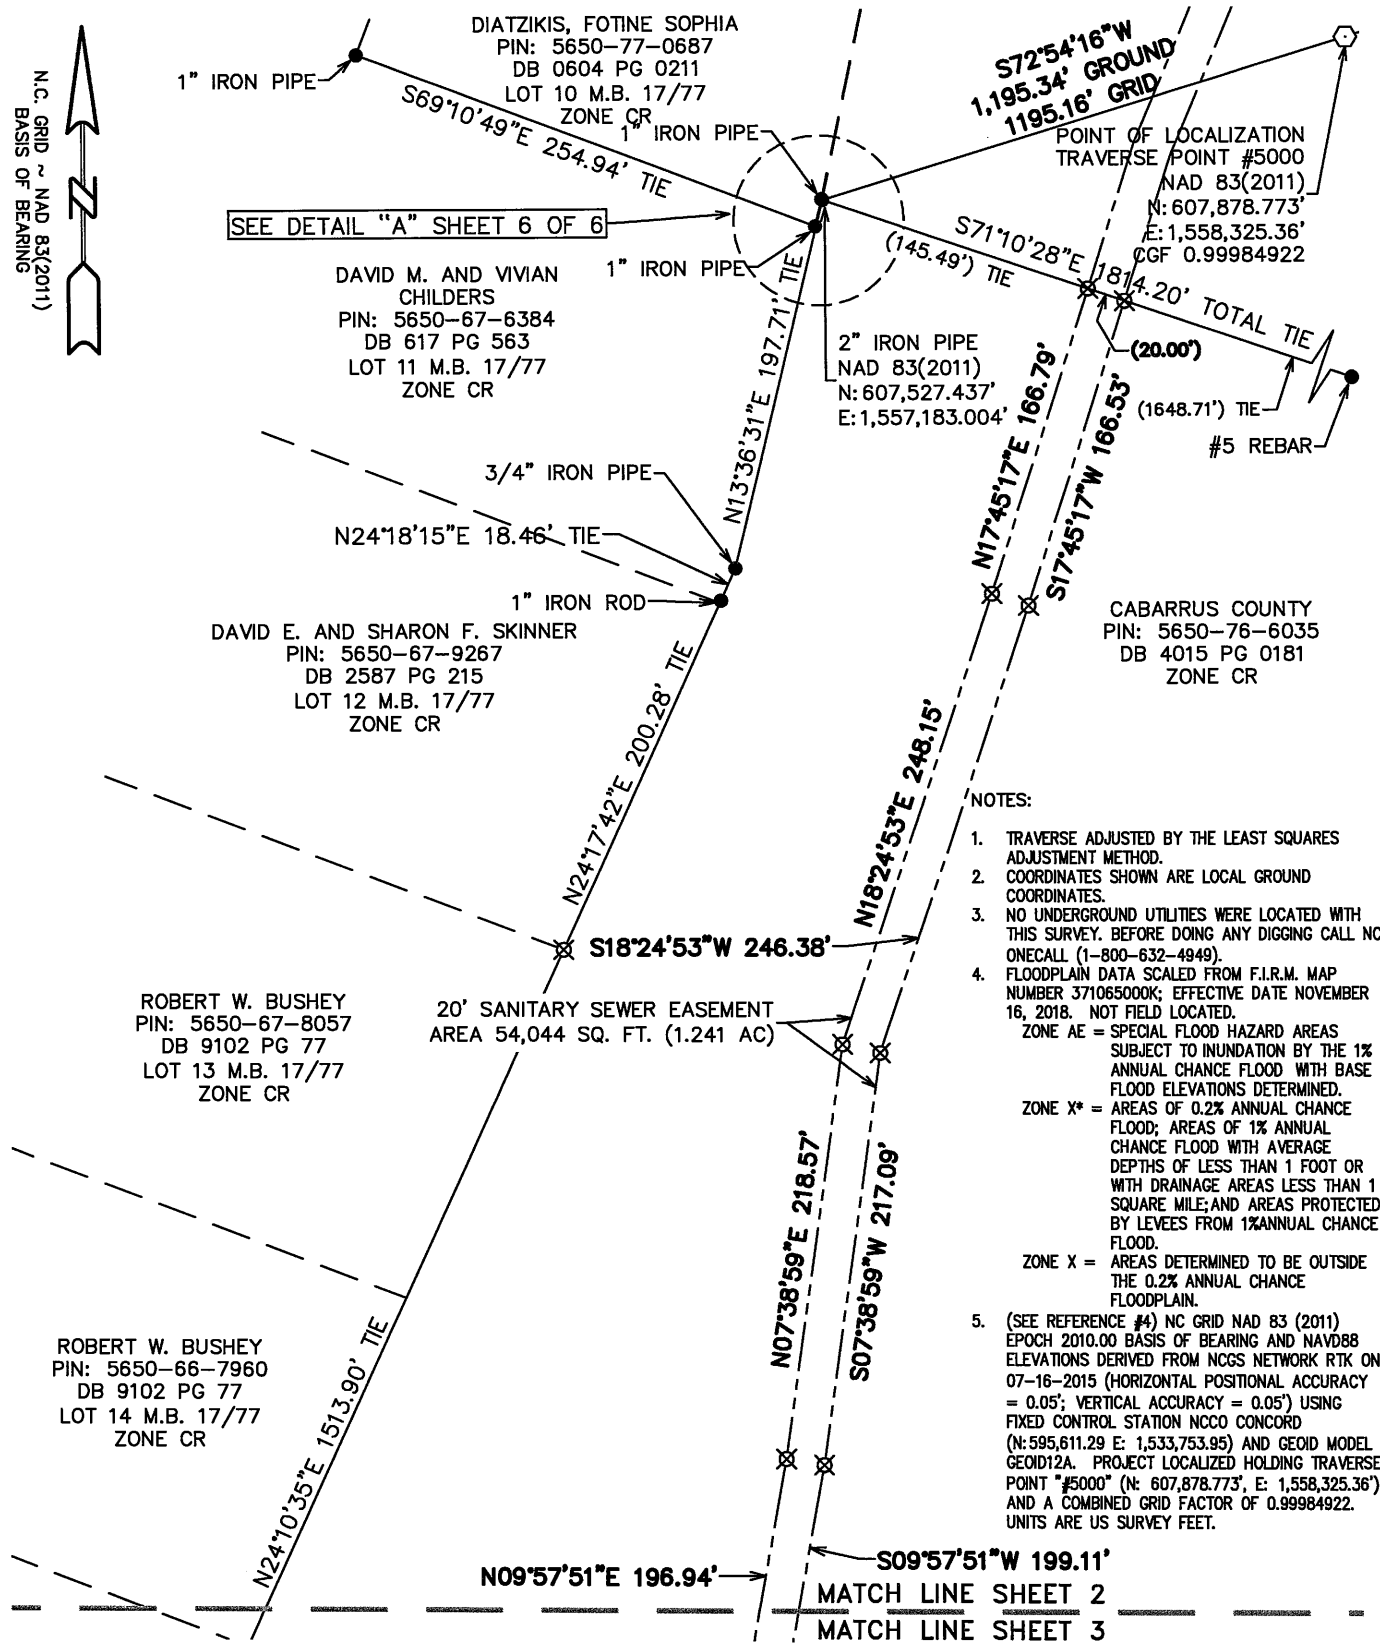 DIATZIKIS, FOTINE SOPHIA
PIN: 5650-77-0687
DB 0604 PG 0211
LOT 10 M.B. 17/77
ZONE CR
1" IRON PIPE
S69°10'49"E 254.94' TIE
1" IRON PIPE
S72°54'16"W
1,195.34' GROUND
1195.16' GRID
POINT OF LOCALIZATION
TRAVERSE POINT #5000
NAD 83(2011)
N: 607,878.773'
E: 1,558,325.36'
CGF 0.99984922
N.C. GRID ~ NAD 83(2011)
BASIS OF BEARING
N
SEE DETAIL "A" SHEET 6 OF 6
1" IRON PIPE
S71°10'28"E 1814.20' TOTAL TIE
(145.49') TIE
(20.00')
(1648.71') TIE
#5 REBAR
DAVID M. AND VIVIAN
CHILDERS
PIN: 5650-67-6384
DB 617 PG 563
LOT 11 M.B. 17/77
ZONE CR
2" IRON PIPE
NAD 83(2011)
N: 607,527.437'
E: 1,557,183.004'
N13°36'31"E 197.71' TIE
N17°45'17"E 166.79'
S17°45'17"W 166.53'
3/4" IRON PIPE
N24°18'15"E 18.46' TIE
1" IRON ROD
DAVID E. AND SHARON F. SKINNER
PIN: 5650-67-9267
DB 2587 PG 215
LOT 12 M.B. 17/77
ZONE CR
CABARRUS COUNTY
PIN: 5650-76-6035
DB 4015 PG 0181
ZONE CR
N24°17'42"E 200.28' TIE
N18°24'53"E 248.15'
S18°24'53"W 246.38'
20' SANITARY SEWER EASEMENT
AREA 54,044 SQ. FT. (1.241 AC)
ROBERT W. BUSHEY
PIN: 5650-67-8057
DB 9102 PG 77
LOT 13 M.B. 17/77
ZONE CR
N07°38'59"E 218.57'
S07°38'59"W 217.09'
ROBERT W. BUSHEY
PIN: 5650-66-7960
DB 9102 PG 77
LOT 14 M.B. 17/77
ZONE CR
N24°10'35"E 1513.90' TIE
NOTES:
1. TRAVERSE ADJUSTED BY THE LEAST SQUARES
ADJUSTMENT METHOD.
2. COORDINATES SHOWN ARE LOCAL GROUND
COORDINATES.
3. NO UNDERGROUND UTILITIES WERE LOCATED WITH
THIS SURVEY. BEFORE DOING ANY DIGGING CALL NC
ONECALL (1-800-632-4949).
4. FLOODPLAIN DATA SCALED FROM F.I.R.M. MAP
NUMBER 371065000K; EFFECTIVE DATE NOVEMBER
16, 2018. NOT FIELD LOCATED.
ZONE AE = SPECIAL FLOOD HAZARD AREAS
SUBJECT TO INUNDATION BY THE 1%
ANNUAL CHANCE FLOOD WITH BASE
FLOOD ELEVATIONS DETERMINED.
ZONE X* = AREAS OF 0.2% ANNUAL CHANCE
FLOOD; AREAS OF 1% ANNUAL
CHANCE FLOOD WITH AVERAGE
DEPTHS OF LESS THAN 1 FOOT OR
WITH DRAINAGE AREAS LESS THAN 1
SQUARE MILE;AND AREAS PROTECTED
BY LEVEES FROM 1%ANNUAL CHANCE
FLOOD.
ZONE X = AREAS DETERMINED TO BE OUTSIDE
THE 0.2% ANNUAL CHANCE
FLOODPLAIN.
5. (SEE REFERENCE #4) NC GRID NAD 83 (2011)
EPOCH 2010.00 BASIS OF BEARING AND NAVD88
ELEVATIONS DERIVED FROM NCGS NETWORK RTK ON
07-16-2015 (HORIZONTAL POSITIONAL ACCURACY
= 0.05'; VERTICAL ACCURACY = 0.05') USING
FIXED CONTROL STATION NCCO CONCORD
(N: 595,611.29 E: 1,533,753.95) AND GEOID MODEL
GEOID12A. PROJECT LOCALIZED HOLDING TRAVERSE
POINT "#5000" (N: 607,878.773', E: 1,558,325.36')
AND A COMBINED GRID FACTOR OF 0.99984922.
UNITS ARE US SURVEY FEET.
N09°57'51"E 196.94'
S09°57'51"W 199.11'
MATCH LINE SHEET 2
MATCH LINE SHEET 3